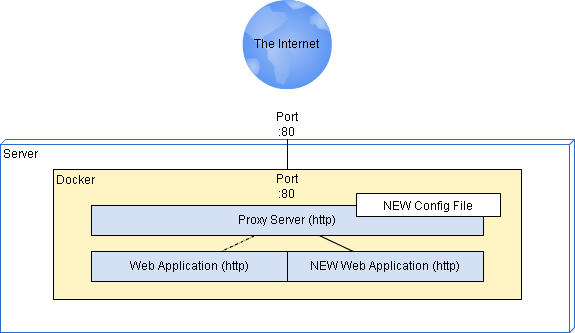 The Internet
Port
:80
Server
Docker
Port
:80
NEW Config File
Proxy Server (http)
Web Application (http)
NEW Web Application (http)